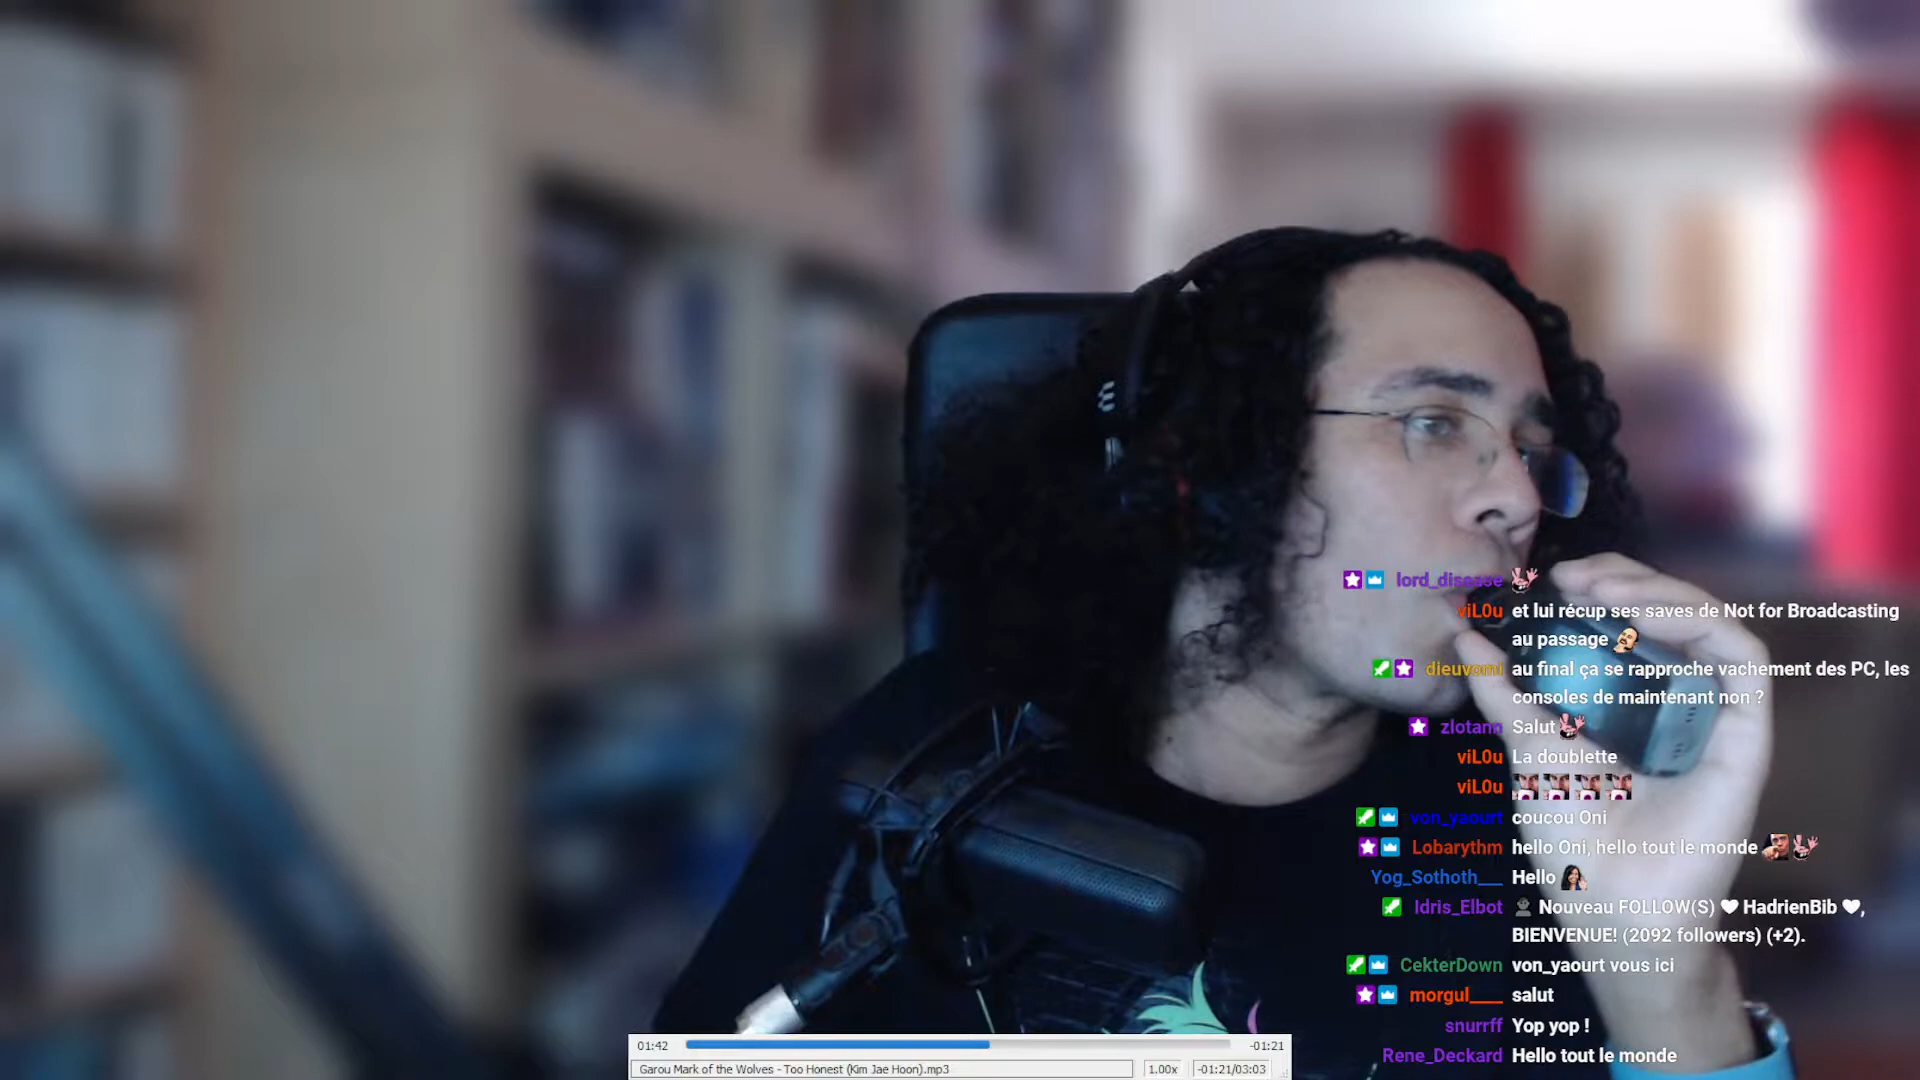 lord_disease
viL0u et lui récup ses saves de Not for Broadcasting
au passage
dieuvomi au final ça se rapproche vachement des PC, les
consoles de maintenant non ?
zlotann Salut
viL0u La doublette
viL0u
von_yaourt coucou Oni
Lobarythm hello Oni, hello tout le monde
Yog_Sothoth___ Hello
Idris_Elbot Nouveau FOLLOW(S) ♥ HadrienBib ♥,
BIENVENUE! (2092 followers) (+2).
CekterDown von_yaourt vous ici
morgul____ salut
snurrff Yop yop !
Rene_Deckard Hello tout le monde
01:42 -01:21
Garou Mark of the Wolves - Too Honest (Kim Jae Hoon).mp3 1.00x -01:21/03:03